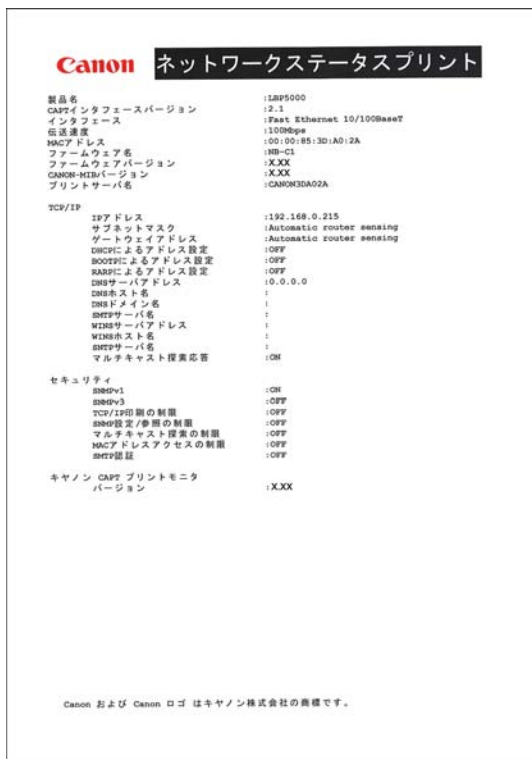 Canon ネットワークステータスプリント
製品名 :LBP5000
CAPTインタフェースバージョン :2.1
インタフェース :Fast Ethernet 10/100BaseT
伝送速度 :100Mbps
MACアドレス :00:00:85:3D:A0:2A
ファームウェア名 :NB-C1
ファームウェアバージョン :X.XX
CANON-MIBバージョン :X.XX
プリントサーバ名 :CANON3DA02A
TCP/IP
IPアドレス :192.168.0.215
サブネットマスク :Automatic router sensing
ゲートウェイアドレス :Automatic router sensing
DHCPによるアドレス設定 :OFF
BOOTPによるアドレス設定 :OFF
RARPによるアドレス設定 :OFF
DNSサーバアドレス :0.0.0.0
DNSホスト名 :
DNSドメイン名 :
SMTPサーバ名 :
WINSサーバアドレス :
WINSホスト名 :
SNTPサーバ名 :
マルチキャスト探索応答 :ON
セキュリティ
SNMPv1 :ON
SNMPv3 :OFF
TCP/IP印刷の制限 :OFF
SNMP設定/参照の制限 :OFF
マルチキャスト探索の制限 :OFF
MACアドレスアクセスの制限 :OFF
SMTP認証 :OFF
キヤノン CAPT プリントモニタ
バージョン :X.XX
Canon および Canon ロゴ はキヤノン株式会社の商標です。